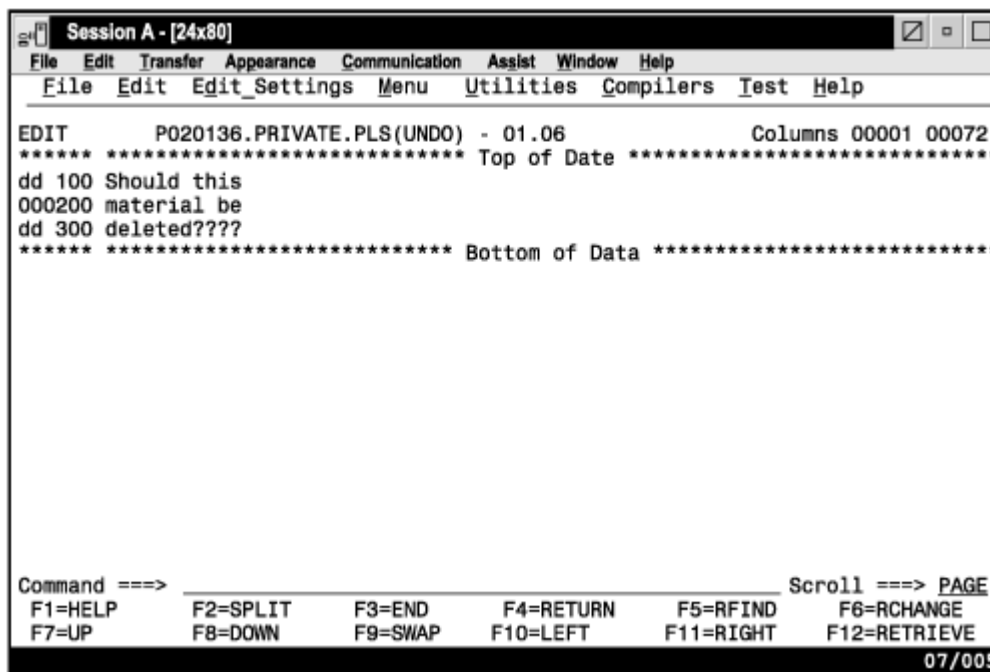 Session A - [24x80]
File Edit Transfer Appearance Communication Assist Window Help
File Edit Edit_Settings Menu Utilities Compilers Test Help
EDIT P020136.PRIVATE.PLS(UNDO) - 01.06 Columns 00001 00072
****** ***************************** Top of Date ******************************
dd 100 Should this
000200 material be
dd 300 deleted????
****** **************************** Bottom of Data ****************************
Command ===> Scroll ===> PAGE
F1=HELP F2=SPLIT F3=END F4=RETURN F5=RFIND F6=RCHANGE
F7=UP F8=DOWN F9=SWAP F10=LEFT F11=RIGHT F12=RETRIEVE